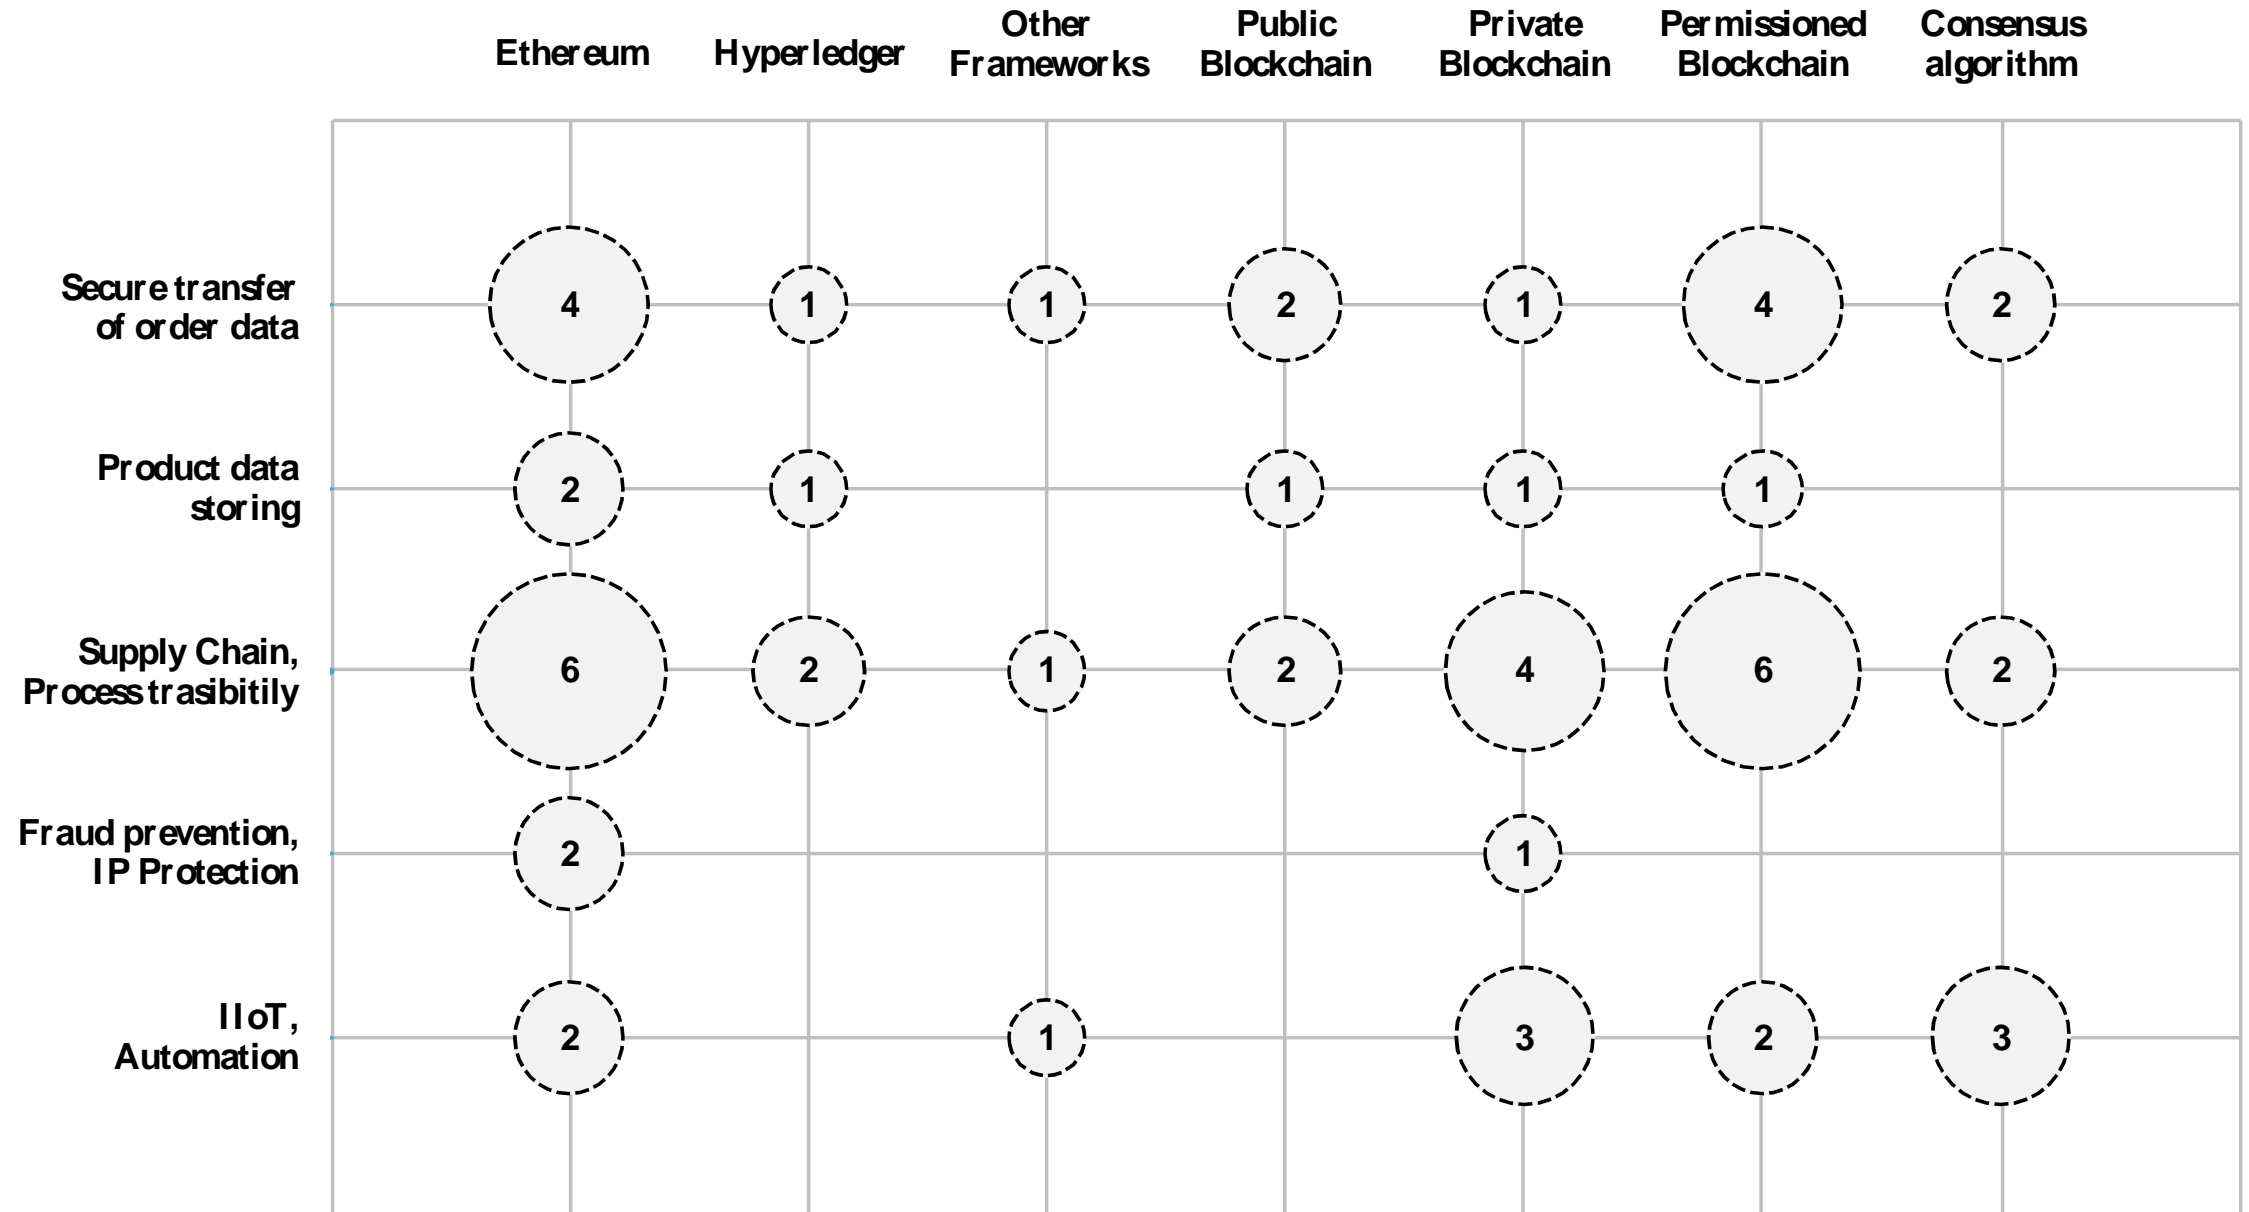 Ethereum
Hyperledger
Other
Frameworks
Public
Blockchain
Private
Blockchain
Permissioned
Blockchain
Consensus
algorithm
Secure transfer
of order data
4
1
1
2
1
4
2
Product data
storing
2
1
1
1
1
Supply Chain,
Process trasibitily
6
2
1
2
4
6
2
Fraud prevention,
IP Protection
2
1
IIoT,
Automation
2
1
3
2
3